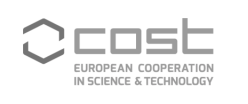 cost
EUROPEAN COOPERATION
IN SCIENCE & TECHNOLOGY